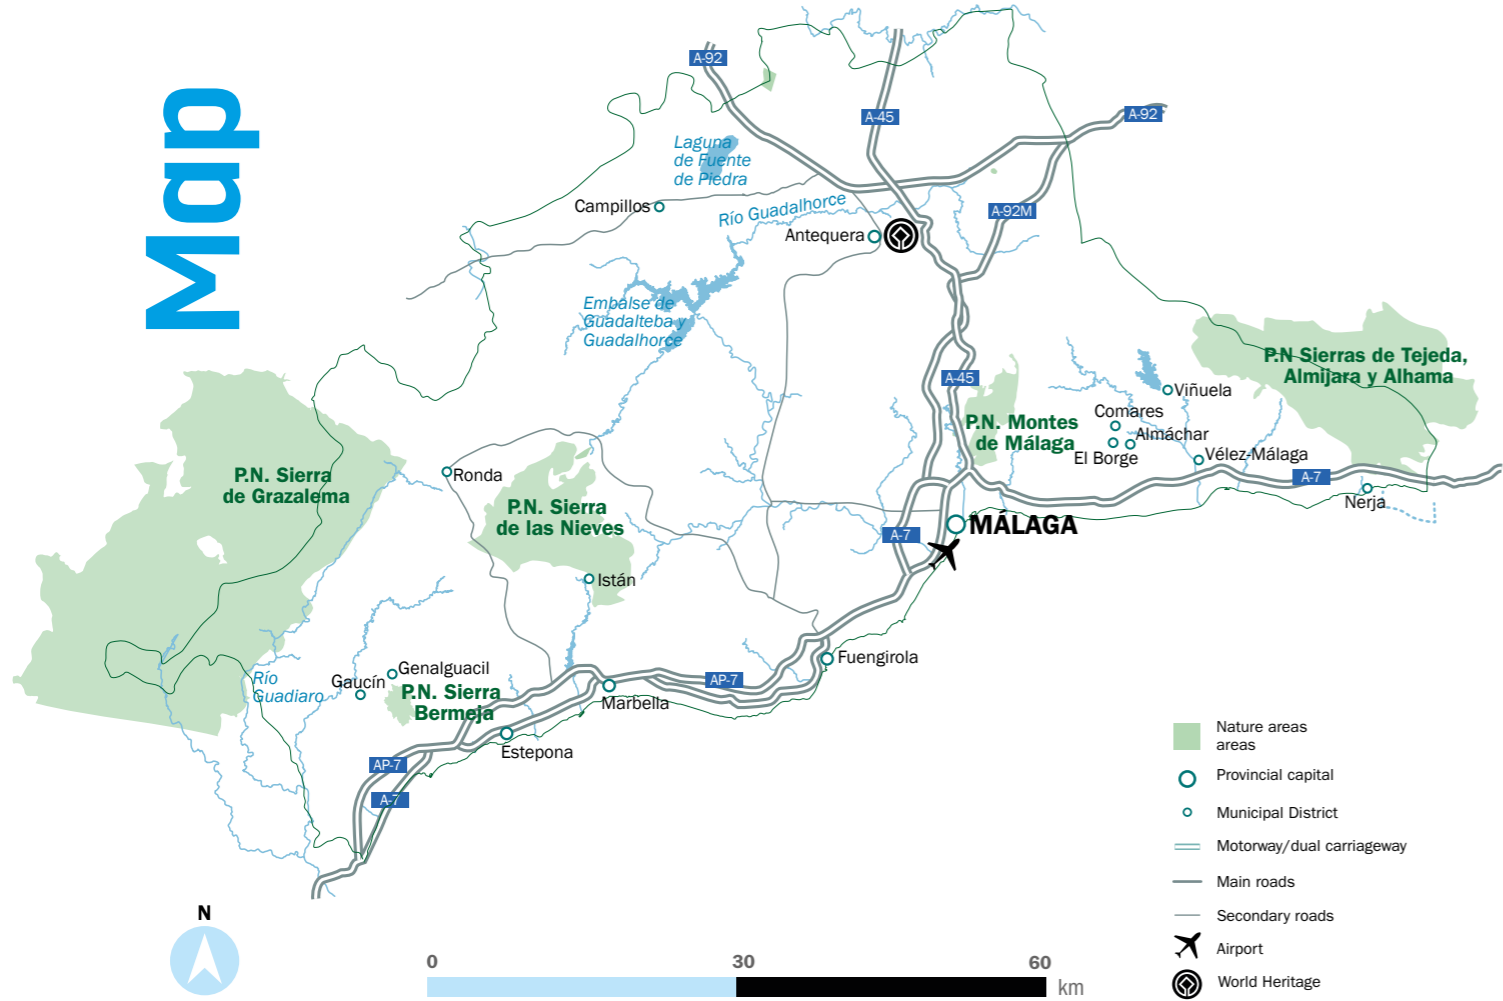 Map
A-92
A-45
A-92
Laguna
de Fuente
de Piedra
Campillos
Río Guadalhorce
A-92M
Antequera
Embalse de
Guadalteba y
Guadalhorce
P.N Sierras de Tejeda,
Almijara y Alhama
A-45
Viñuela
P.N. Montes
de Málaga
Comares
Almáchar
El Borge
Vélez-Málaga
P.N. Sierra
de Grazalema
Ronda
A-7
Nerja
P.N. Sierra
de las Nieves
MÁLAGA
A-7
Istán
Fuengirola
Genalguacil
Río
Guadiaro
Gaucín
P.N. Sierra
Bermeja
AP-7
Marbella
Estepona
AP-7
A-7
Nature areas
areas
Provincial capital
Municipal District
Motorway/dual carriageway
Main roads
Secondary roads
Airport
World Heritage
N
0 30 60
km